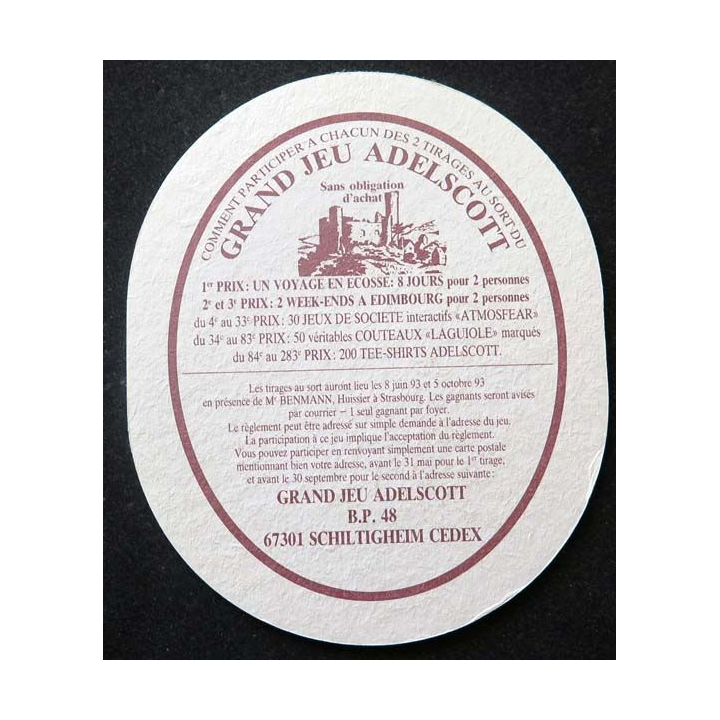 COMMENT PARTICIPER A CHACUN DES 2 TIRAGES AU SORT DU
GRAND JEU ADELSCOTT
Sans obligation
d'achat
1er PRIX : UN VOYAGE EN ECOSSE : 8 JOURS pour 2 personnes
2e et 3e PRIX : 2 WEEK-ENDS A EDIMBOURG pour 2 personnes
du 4e au 33e PRIX : 30 JEUX DE SOCIETE interactifs «ATMOSFEAR»
du 34e au 83e PRIX : 50 véritables COUTEAUX «LAGUIOLE» marqués
du 84e au 283e PRIX : 200 TEE-SHIRTS ADELSCOTT.
Les tirages au sort auront lieu les 8 juin 93 et 5 octobre 93
en présence de Me BENMANN, Huissier à Strasbourg. Les gagnants seront avisés
par courrier – 1 seul gagnant par foyer.
Le règlement peut être adressé sur simple demande à l'adresse du jeu.
La participation à ce jeu implique l'acceptation du règlement.
Vous pouvez participer en renvoyant simplement une carte postale
mentionnant bien votre adresse, avant le 31 mai pour le 1er tirage,
et avant le 30 septembre pour le second à l'adresse suivante :
GRAND JEU ADELSCOTT
B.P. 48
67301 SCHILTIGHEIM CEDEX